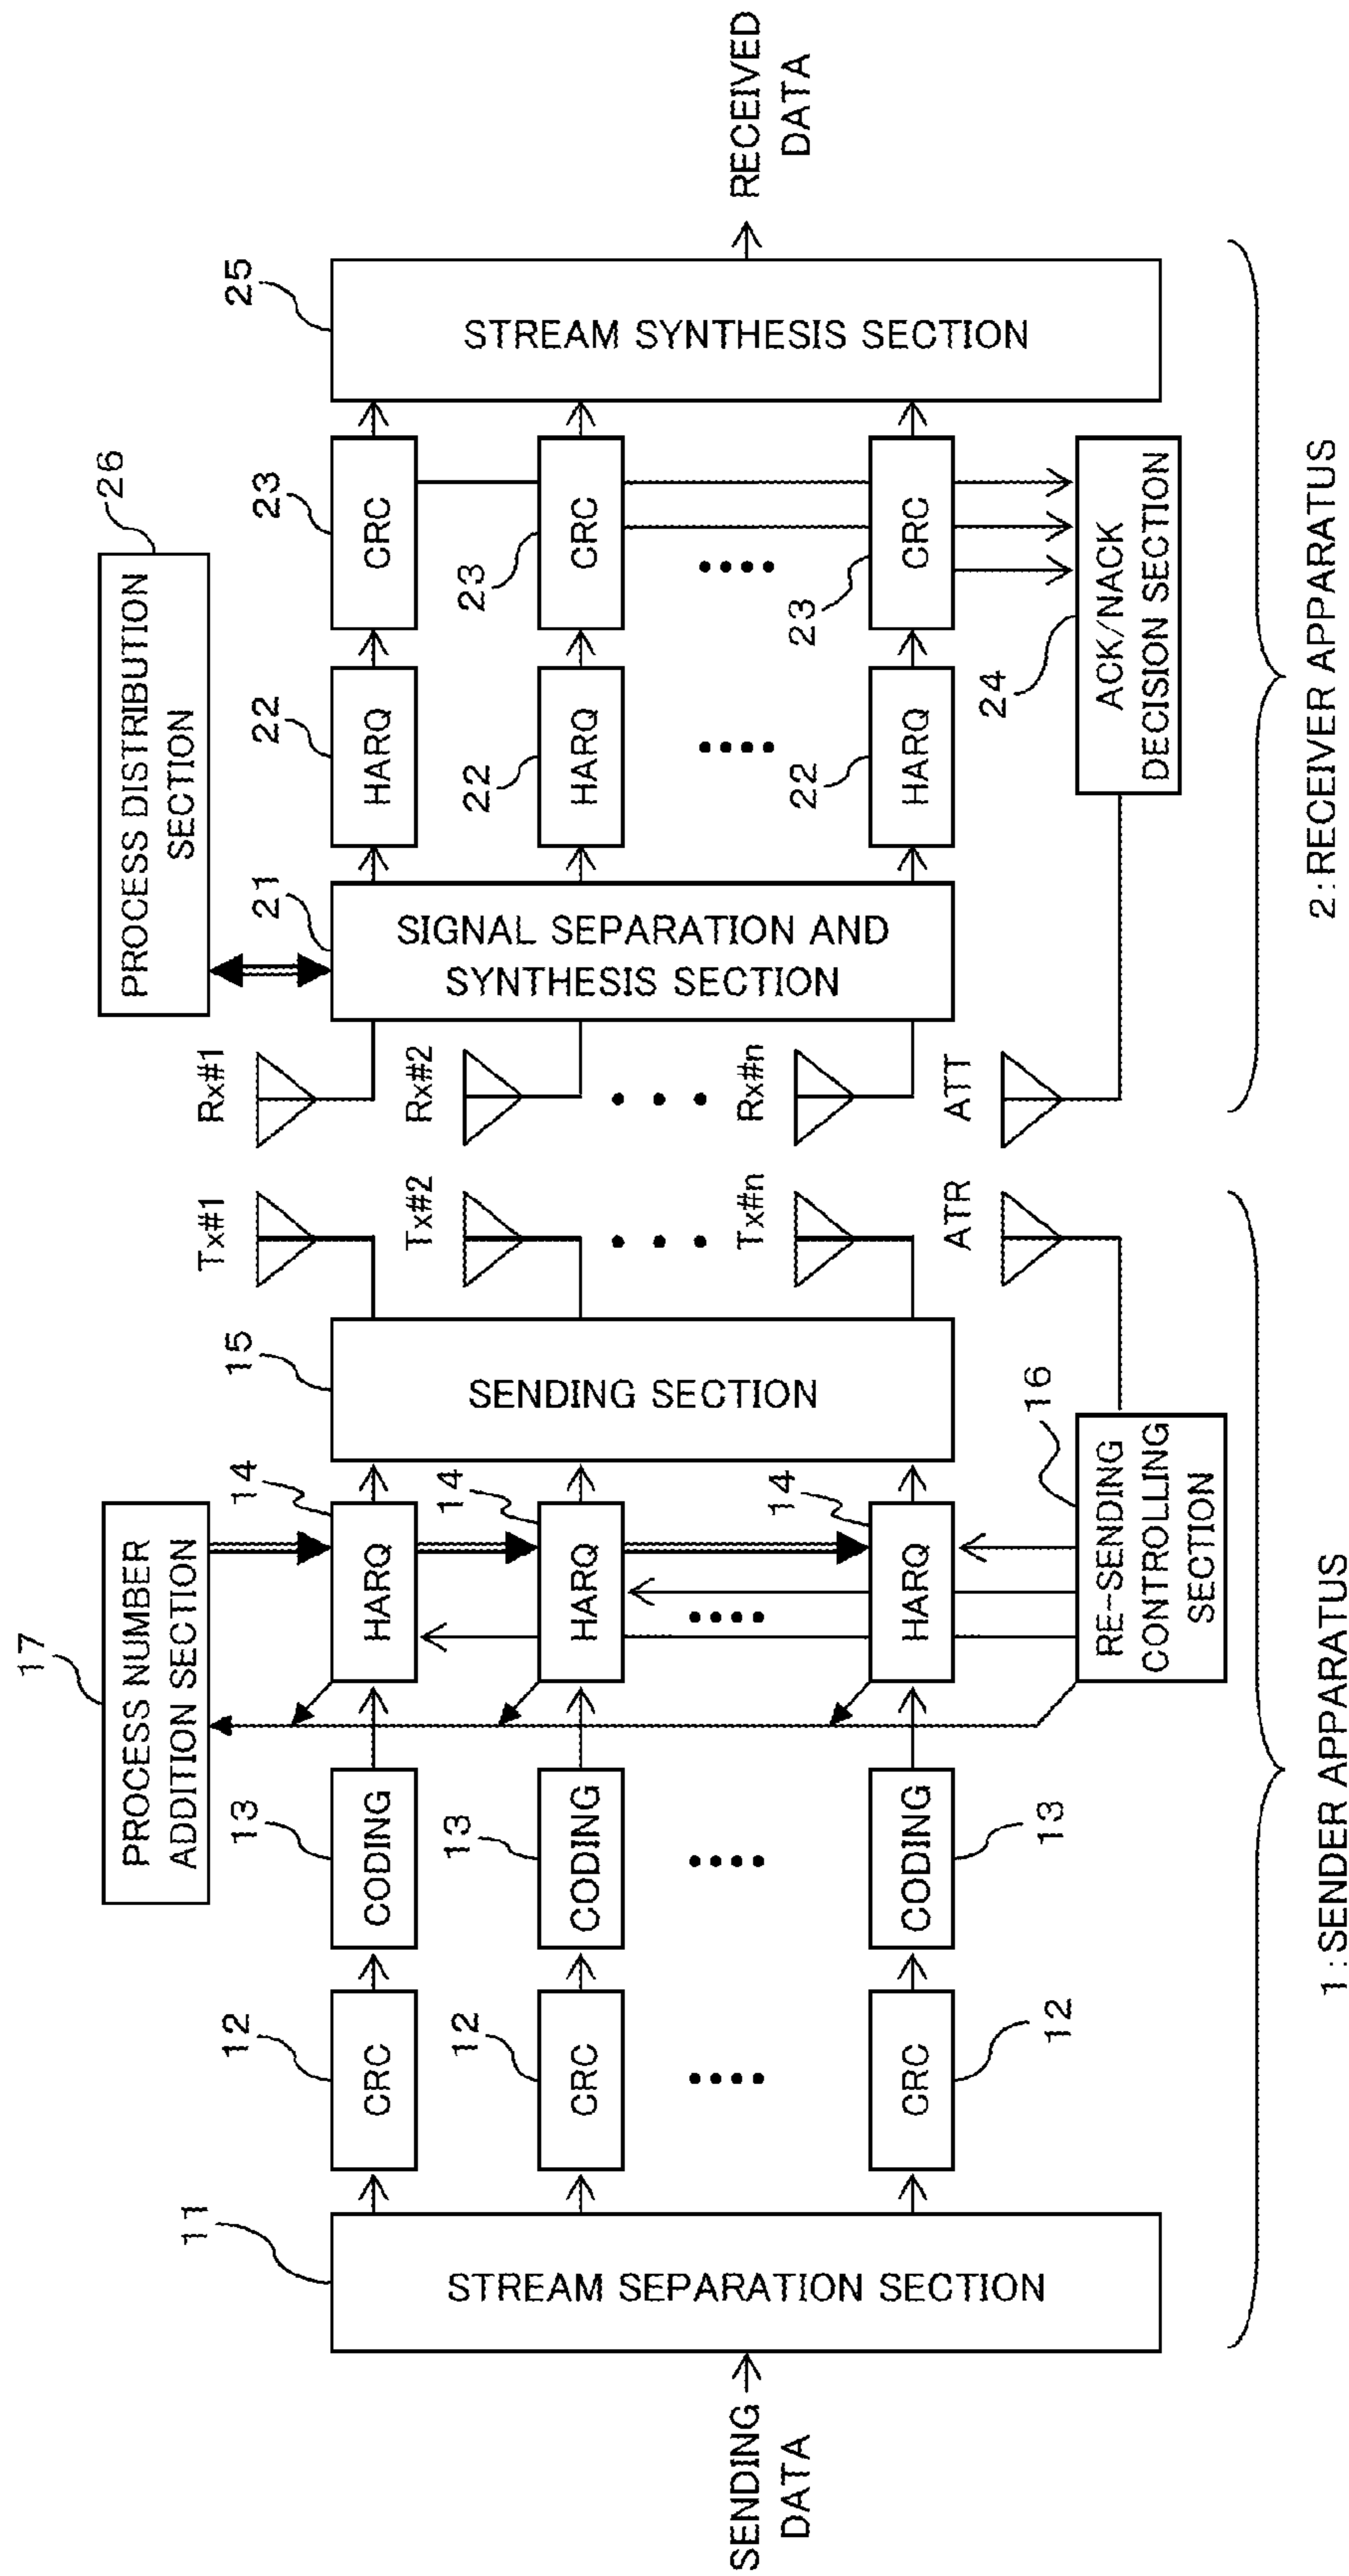 17
PROCESS NUMBER
ADDITION SECTION
26
PROCESS DISTRIBUTION
SECTION
11
12
13
14
15
Tx#1
Rx#1
21
22
23
25
CRC
CODING
HARQ
HARQ
CRC
12
13
14
Tx#2
Rx#2
22
23
CRC
CODING
HARQ
HARQ
CRC
SENDING
DATA
STREAM SEPARATION SECTION
SENDING SECTION
SIGNAL SEPARATION AND
SYNTHESIS SECTION
STREAM SYNTHESIS SECTION
RECEIVED
DATA
14
Tx#n
Rx#n
22
23
CRC
CODING
HARQ
HARQ
CRC
12
13
16
ATR
ATT
24
RE-SENDING
CONTROLLING
SECTION
ACK/NACK
DECISION SECTION
1:SENDER APPARATUS
2:RECEIVER APPARATUS